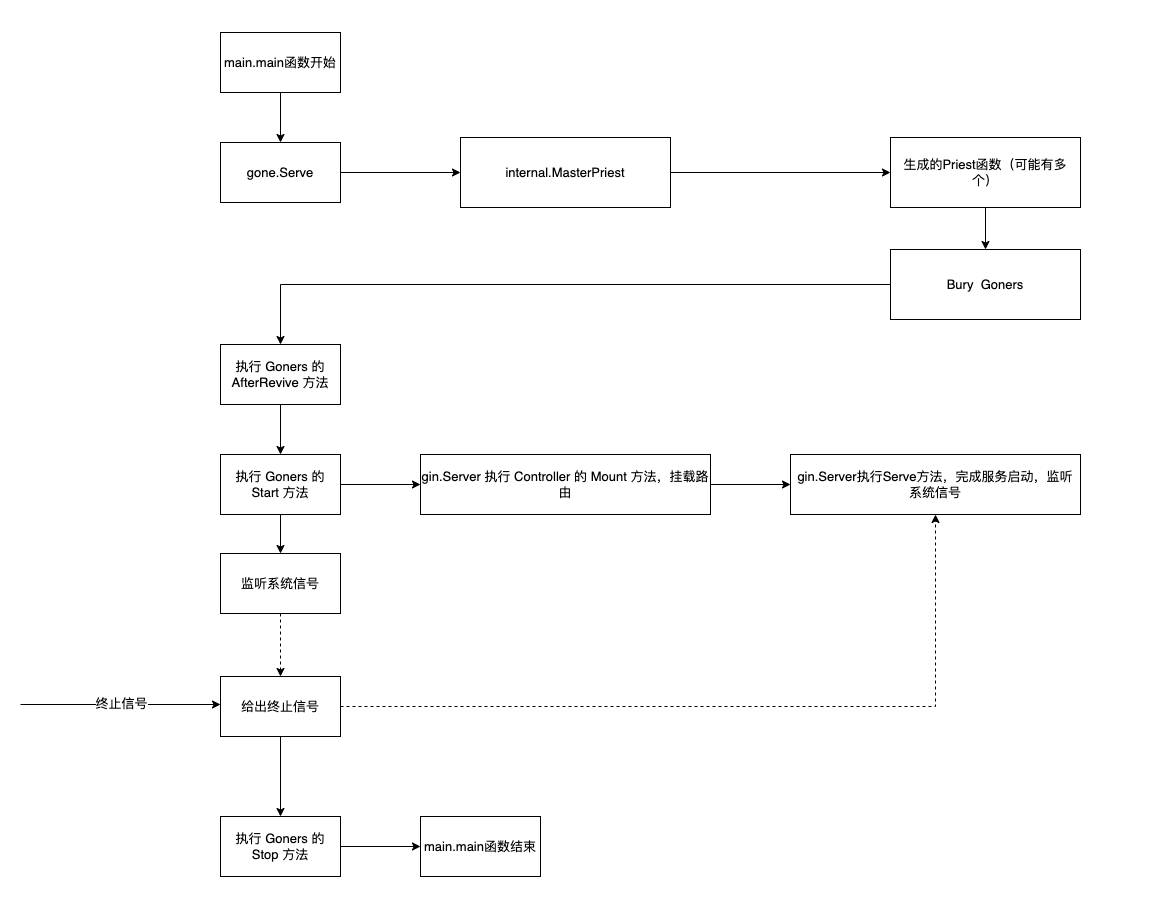 main.main函数开始
gone.Serve
internal.MasterPriest
生成的Priest函数（可能有多
个）
Bury  Goners
执行 Goners 的
AfterRevive 方法
执行 Goners 的
Start 方法
gin.Server 执行 Controller 的 Mount 方法，挂载路
由
gin.Server执行Serve方法，完成服务启动，监听
系统信号
监听系统信号
终止信号
给出终止信号
执行 Goners 的
Stop 方法
main.main函数结束